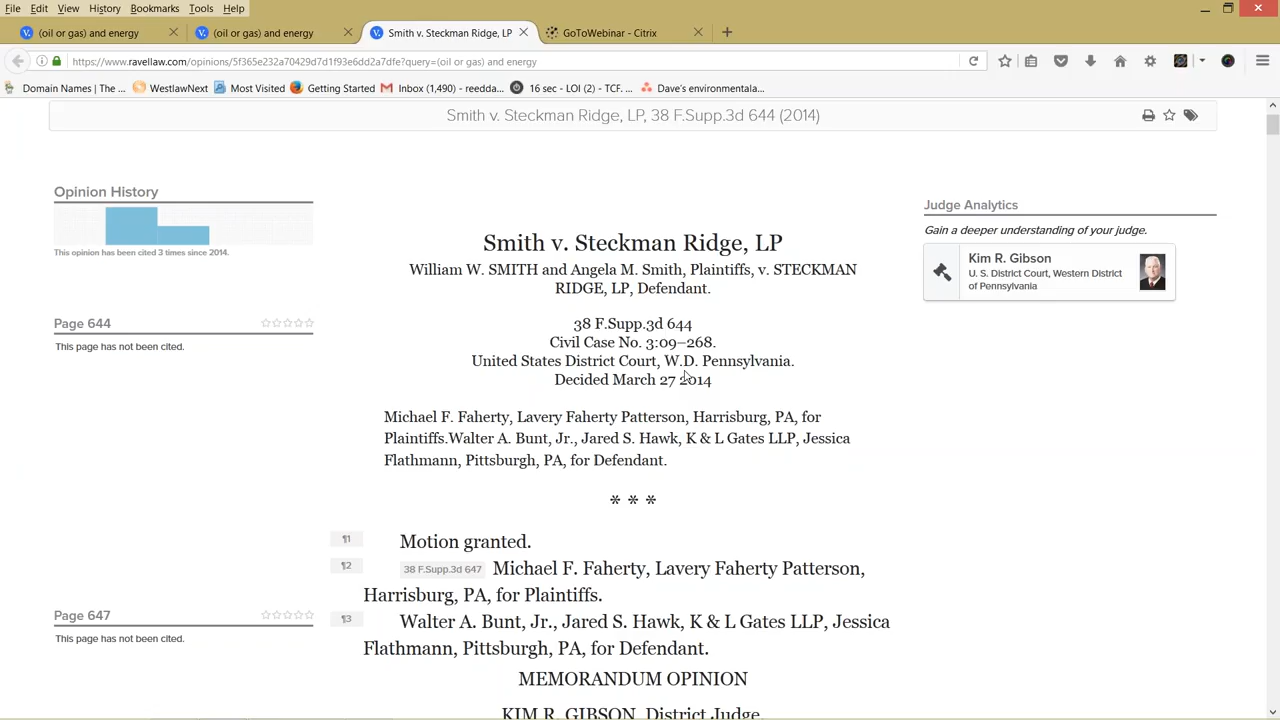 File Edit View History Bookmarks Tools Help
(oil or gas) and energy
(oil or gas) and energy
Smith v. Steckman Ridge, LP
GoToWebinar - Citrix
https://www.ravellaw.com/opinions/5f365e232a70429d7d1f93e6dd2a7dfe?query=(oil or gas) and energy
Domain Names | The ...
WestlawNext
Most Visited
Getting Started
Inbox (1,490) - reedda...
16 sec - LOI (2) - TCF. ...
Dave's environmenta...
Smith v. Steckman Ridge, LP, 38 F.Supp.3d 644 (2014)
Opinion History
This opinion has been cited 3 times since 2014.
Page 644
This page has not been cited.
Page 647
This page has not been cited.
Smith v. Steckman Ridge, LP
William W. SMITH and Angela M. Smith, Plaintiffs, v. STECKMAN
RIDGE, LP, Defendant.
38 F.Supp.3d 644
Civil Case No. 3:09–268.
United States District Court, W.D. Pennsylvania.
Decided March 27 2014
Michael F. Faherty, Lavery Faherty Patterson, Harrisburg, PA, for
Plaintiffs.Walter A. Bunt, Jr., Jared S. Hawk, K & L Gates LLP, Jessica
Flathmann, Pittsburgh, PA, for Defendant.
* * *
¶1 Motion granted.
¶2 38 F.Supp.3d 647 Michael F. Faherty, Lavery Faherty Patterson,
Harrisburg, PA, for Plaintiffs.
¶3 Walter A. Bunt, Jr., Jared S. Hawk, K & L Gates LLP, Jessica
Flathmann, Pittsburgh, PA, for Defendant.
MEMORANDUM OPINION
KIM R. GIBSON, District Judge.
Judge Analytics
Gain a deeper understanding of your judge.
Kim R. Gibson
U. S. District Court, Western District
of Pennsylvania